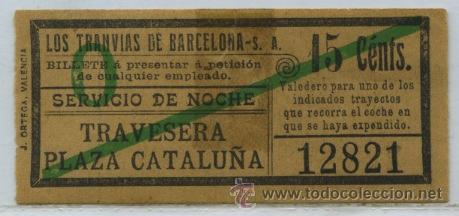 LOS TRANVIAS DE BARCELONA-S. A.
BILLETE á presentar á petición
de cualquier empleado.
SERVICIO DE NOCHE
TRAVESERA
PLAZA CATALUÑA
15 Cénts.
Valedero para uno de los
indicados trayectos
que recorra el coche en
que se haya expendido.
12821
0
J. ORTEGA, VALENCIA
todocoleccion.net